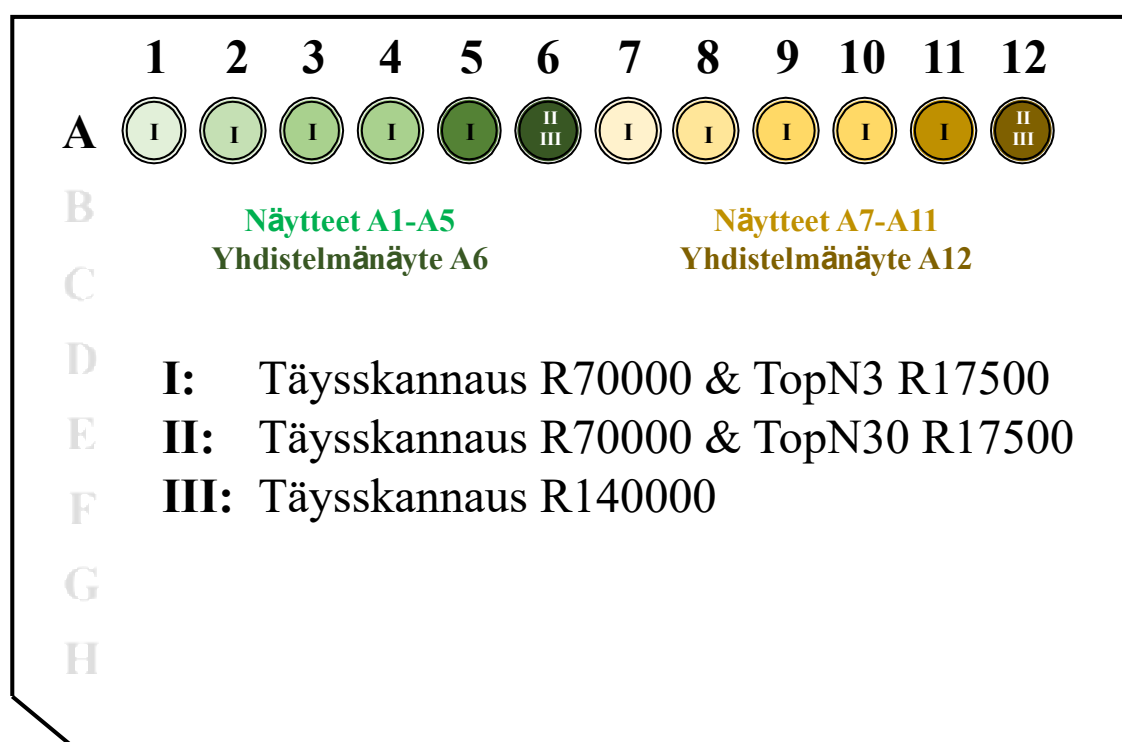 1 2 3 4 5 6 7 8 9 10 11 12
A I I I I I II III I I I I I II III
B
Näytteet A1-A5 Näytteet A7-A11
Yhdistelmänäyte A6 Yhdistelmänäyte A12
C
D
I: Täysskannaus R70000 & TopN3 R17500
E
II: Täysskannaus R70000 & TopN30 R17500
F
III: Täysskannaus R140000
G
H